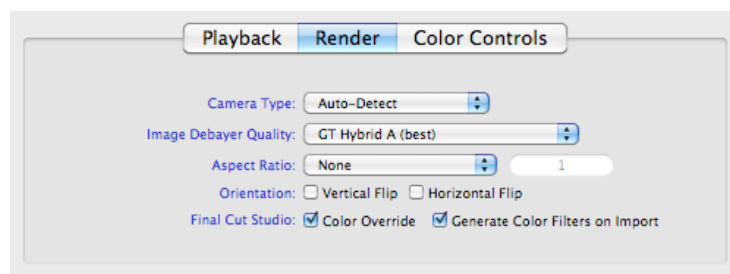 Playback Render Color Controls
Camera Type: Auto-Detect
Image Debayer Quality: GT Hybrid A (best)
Aspect Ratio: None 1
Orientation: Vertical Flip Horizontal Flip
Final Cut Studio: Color Override Generate Color Filters on Import